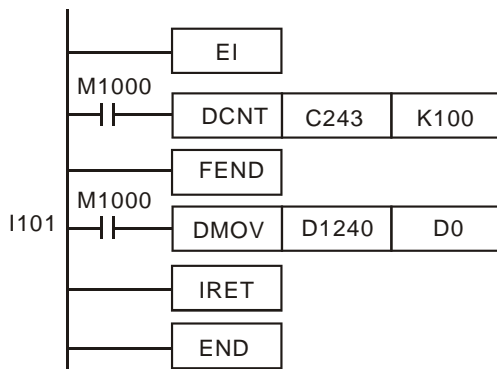 EI
M1000
DCNT C243 K100
FEND
M1000
I101 DMOV D1240 D0
IRET
END